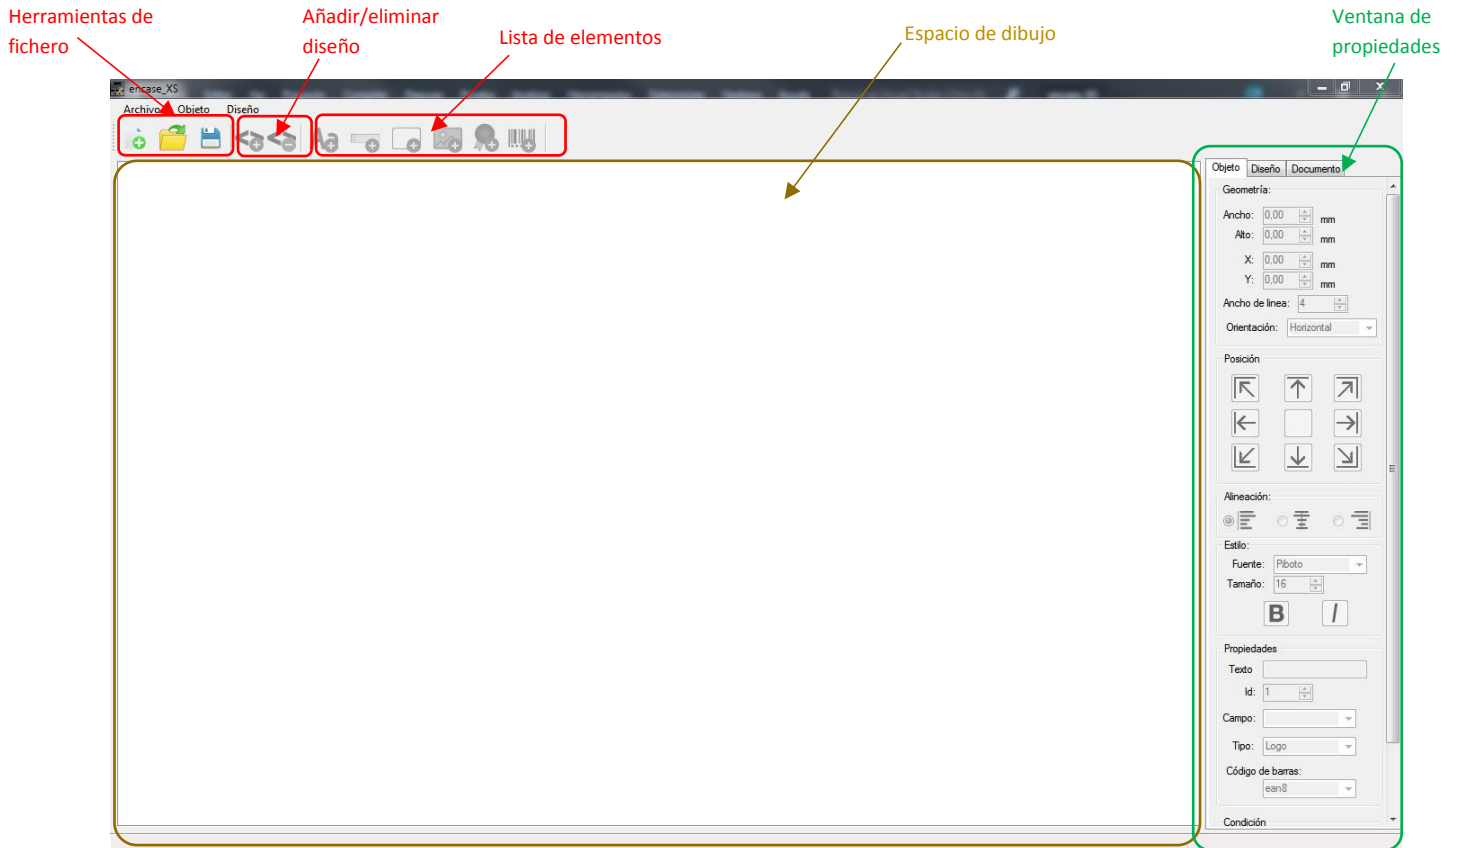 Herramientas de
fichero
Añadir/eliminar
diseño
Lista de elementos
Espacio de dibujo
Ventana de
propiedades
encase_XS
Archivo Objeto Diseño
Aa
Objeto Diseño Documento
Geometría:
Ancho: 0,00 mm
Alto: 0,00 mm
X: 0,00 mm
Y: 0,00 mm
Ancho de linea: 4
Orientación: Horizontal
Posición
Alineación:
Estilo:
Fuente: Piboto
Tamaño: 16
B I
Propiedades
Texto
Id: 1
Campo:
Tipo: Logo
Código de barras:
ean8
Condición